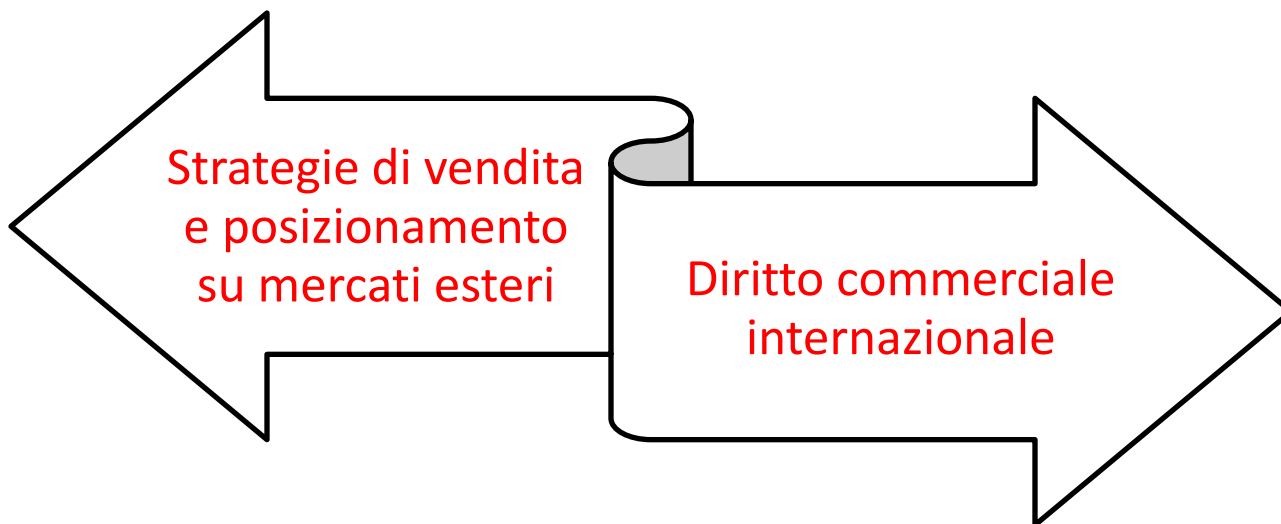 Strategie di vendita
e posizionamento
su mercati esteri
Diritto commerciale
internazionale